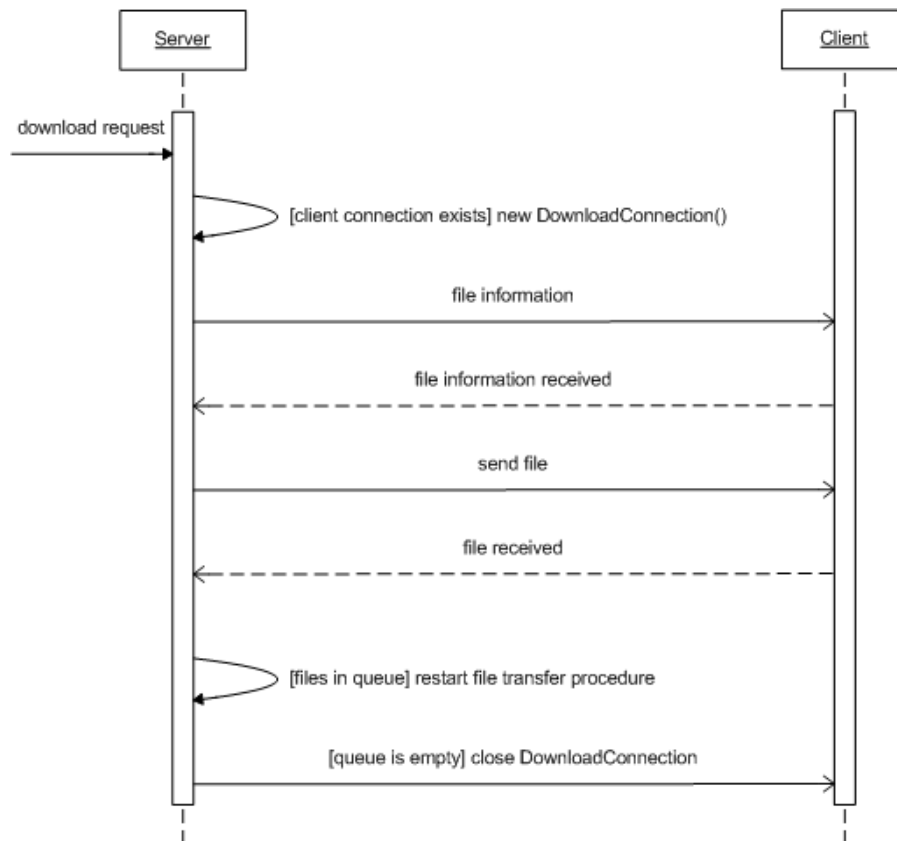 Server
Client
download request
[client connection exists] new DownloadConnection()
file information
file information received
send file
file received
[files in queue] restart file transfer procedure
[queue is empty] close DownloadConnection